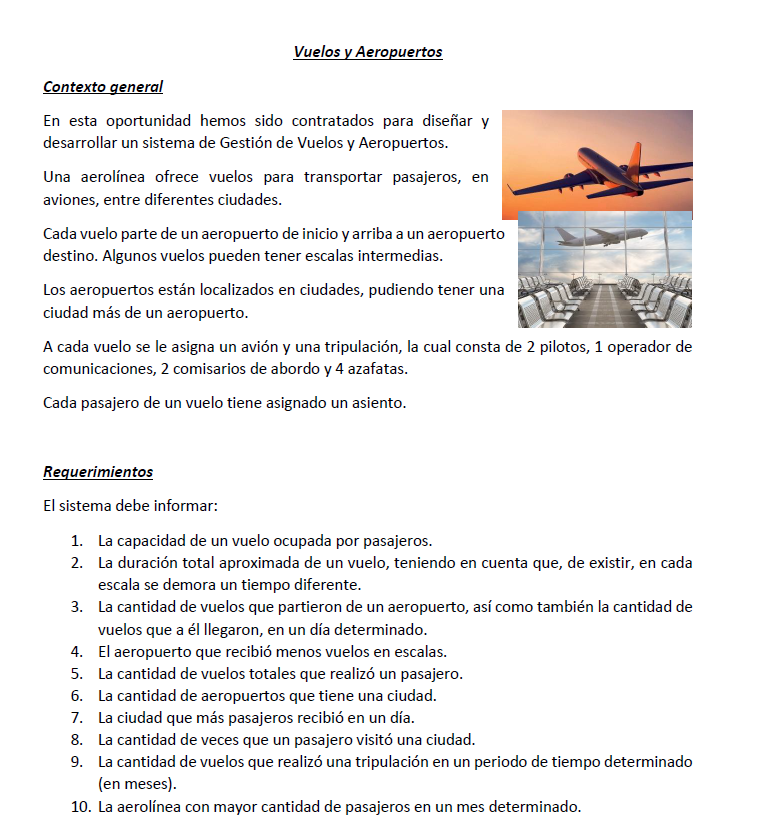 Vuelos y Aeropuertos
Contexto general
En esta oportunidad hemos sido contratados para diseñar y
desarrollar un sistema de Gestión de Vuelos y Aeropuertos.
Una aerolínea ofrece vuelos para transportar pasajeros, en
aviones, entre diferentes ciudades.
Cada vuelo parte de un aeropuerto de inicio y arriba a un aeropuerto
destino. Algunos vuelos pueden tener escalas intermedias.
Los aeropuertos están localizados en ciudades, pudiendo tener una
ciudad más de un aeropuerto.
A cada vuelo se le asigna un avión y una tripulación, la cual consta de 2 pilotos, 1 operador de
comunicaciones, 2 comisarios de abordo y 4 azafatas.
Cada pasajero de un vuelo tiene asignado un asiento.
Requerimientos
El sistema debe informar:
1. La capacidad de un vuelo ocupada por pasajeros.
2. La duración total aproximada de un vuelo, teniendo en cuenta que, de existir, en cada
escala se demora un tiempo diferente.
3. La cantidad de vuelos que partieron de un aeropuerto, así como también la cantidad de
vuelos que a él llegaron, en un día determinado.
4. El aeropuerto que recibió menos vuelos en escalas.
5. La cantidad de vuelos totales que realizó un pasajero.
6. La cantidad de aeropuertos que tiene una ciudad.
7. La ciudad que más pasajeros recibió en un día.
8. La cantidad de veces que un pasajero visitó una ciudad.
9. La cantidad de vuelos que realizó una tripulación en un periodo de tiempo determinado
(en meses).
10. La aerolínea con mayor cantidad de pasajeros en un mes determinado.